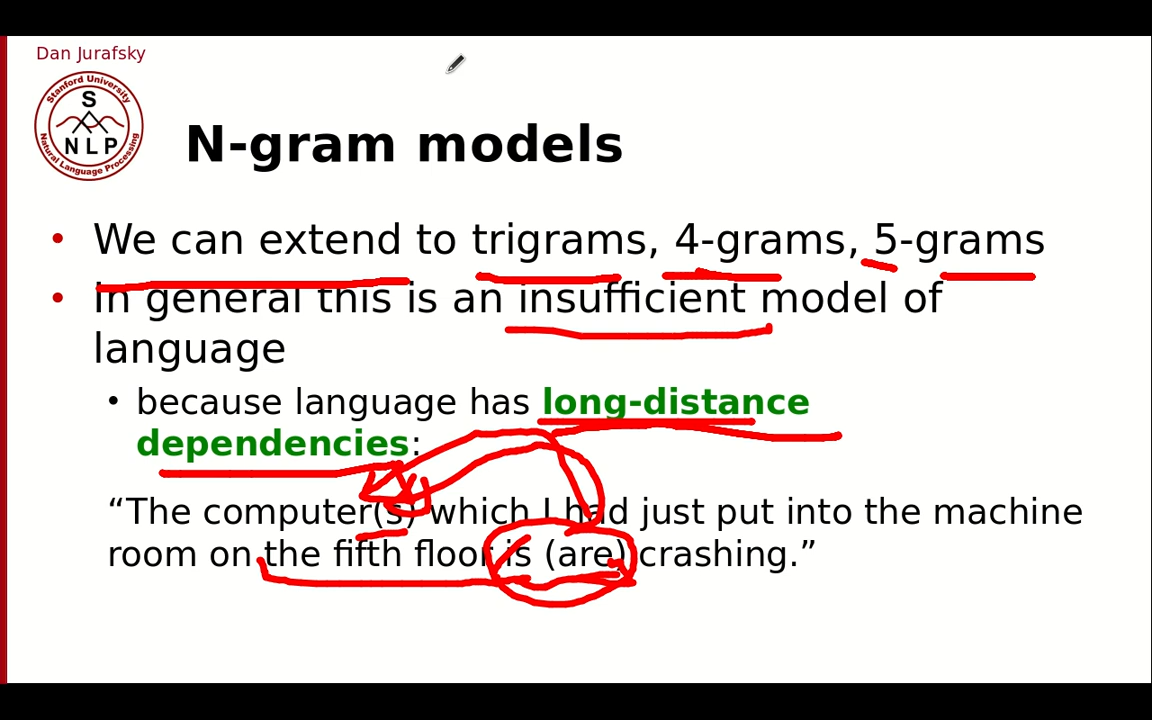 Dan Jurafsky
Stanford University
S
N L P
Natural Language Processing
N-gram models
• We can extend to trigrams, 4-grams, 5-grams
• In general this is an insufficient model of
language
• because language has long-distance
dependencies:
“The computer(s) which I had just put into the machine
room on the fifth floor is (are) crashing.”